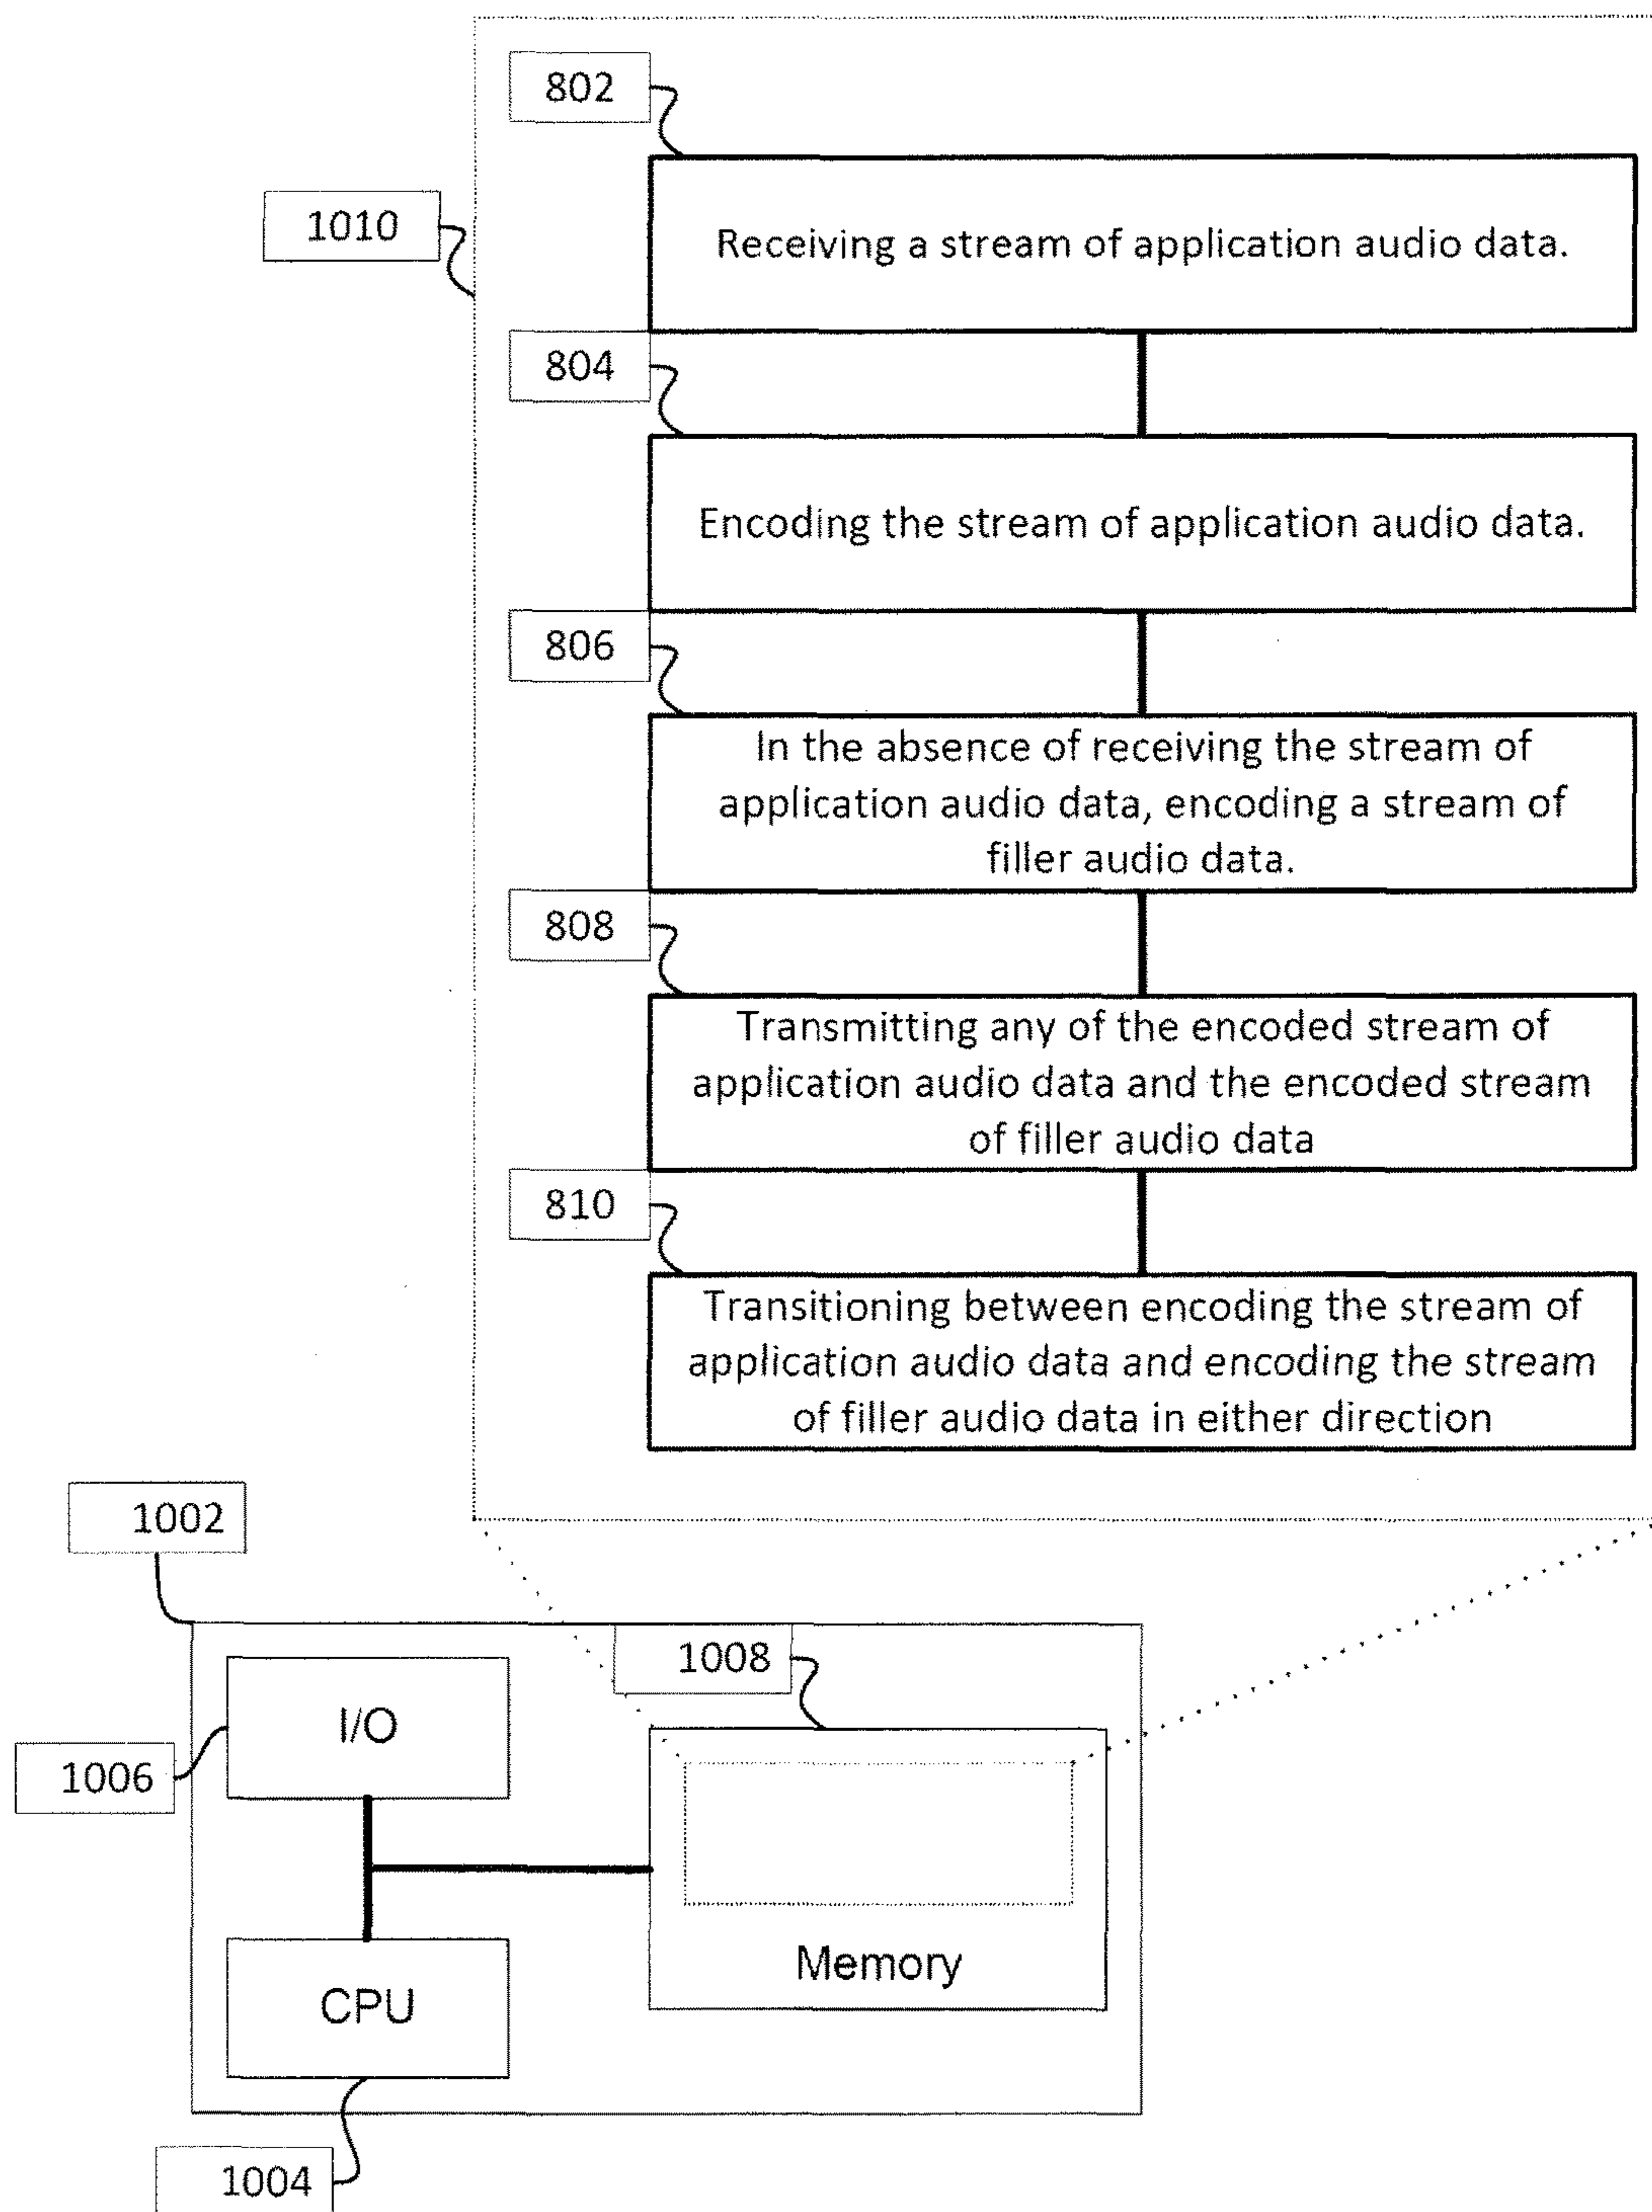 802
1010
Receiving a stream of application audio data.
804
Encoding the stream of application audio data.
806
In the absence of receiving the stream of
application audio data, encoding a stream of
filler audio data.
808
Transmitting any of the encoded stream of
application audio data and the encoded stream
of filler audio data
810
Transitioning between encoding the stream of
application audio data and encoding the stream
of filler audio data in either direction
1002
1008
I/O
1006
Memory
CPU
1004